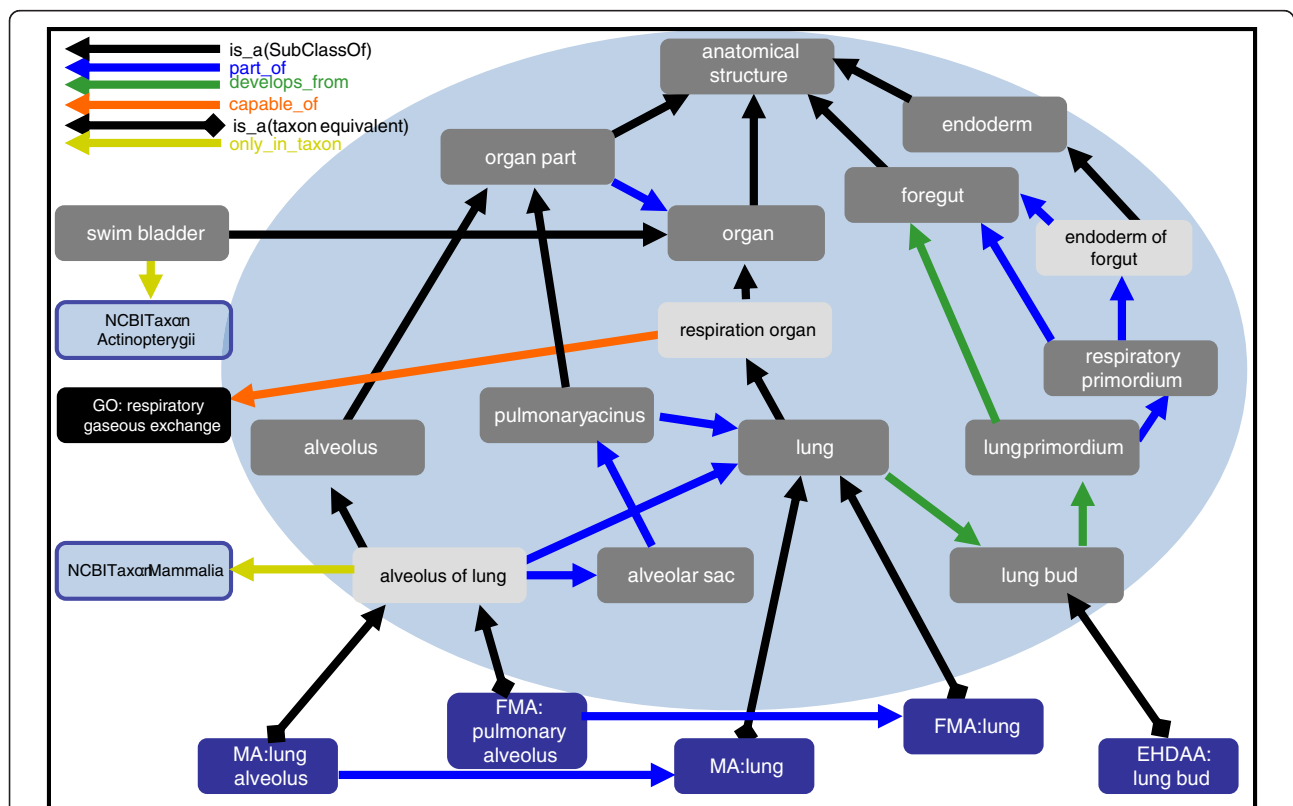 is_a(SubClassOf)
part_of
develops_from
capable_of
is_a(taxon equivalent)
only_in_taxon
anatomical
structure
endoderm
organ part
foregut
swim bladder
organ
endoderm of
forgut
NCBITaxon
Actinopterygii
respiration organ
respiratory
primordium
GO: respiratory
gaseous exchange
pulmonaryacinus
alveolus
lung
lungprimordium
NCBITaxonMammalia
alveolus of lung
alveolar sac
lung bud
FMA:
pulmonary
alveolus
FMA:lung
MA:lung
alveolus
MA:lung
EHDAA:
lung bud